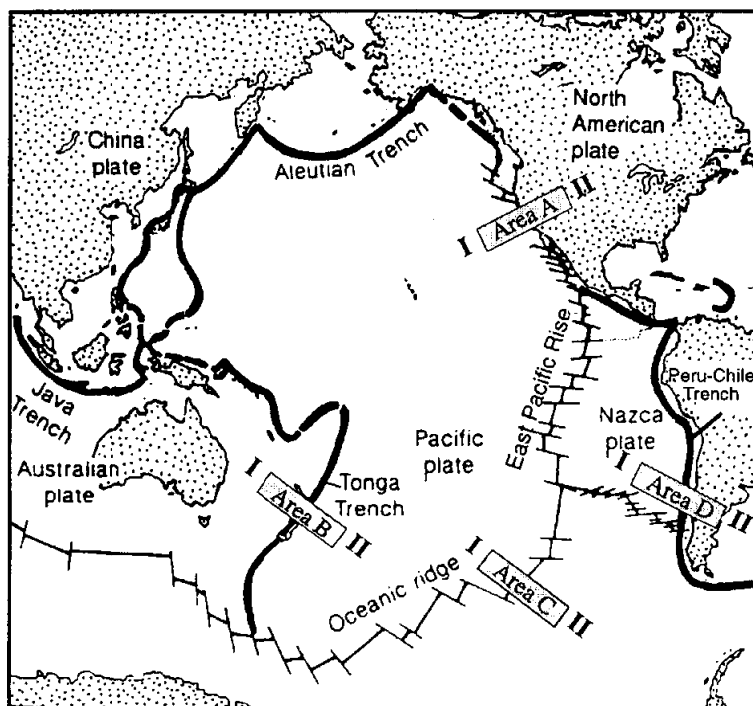 China
plate
Aleutian Trench
North
American
plate
I
Area A
II
East Pacific Rise
Java
Trench
Peru-Chile
Trench
Nazca
plate
Pacific
plate
Australian
plate
I
Area B
II
Tonga
Trench
I
Area D
II
I
Area C
II
Oceanic ridge